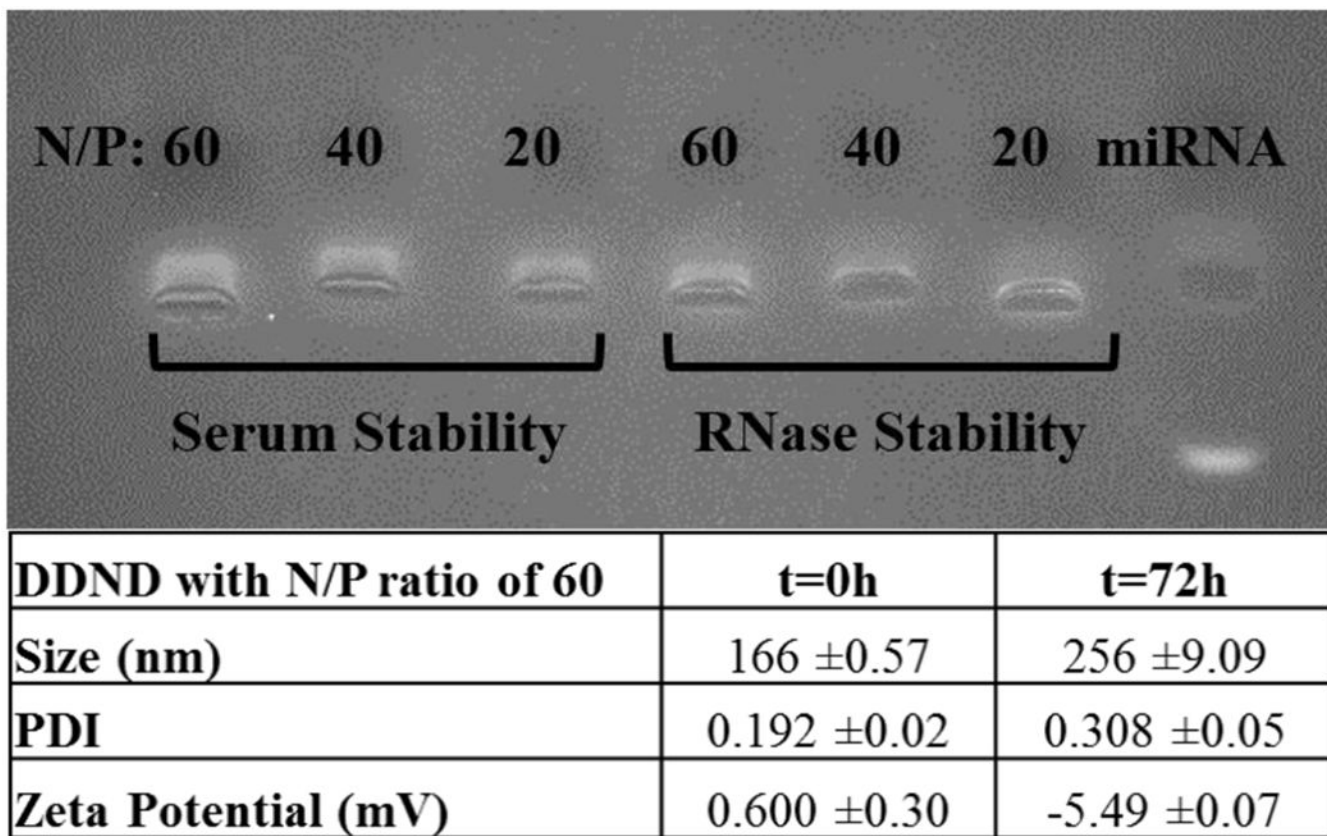 N/P: 60 40 20 60 40 20 miRNA
Serum Stability RNase Stability
DDND with N/P ratio of 60 t=0h t=72h
Size (nm) 166 ±0.57 256 ±9.09
PDI 0.192 ±0.02 0.308 ±0.05
Zeta Potential (mV) 0.600 ±0.30 -5.49 ±0.07